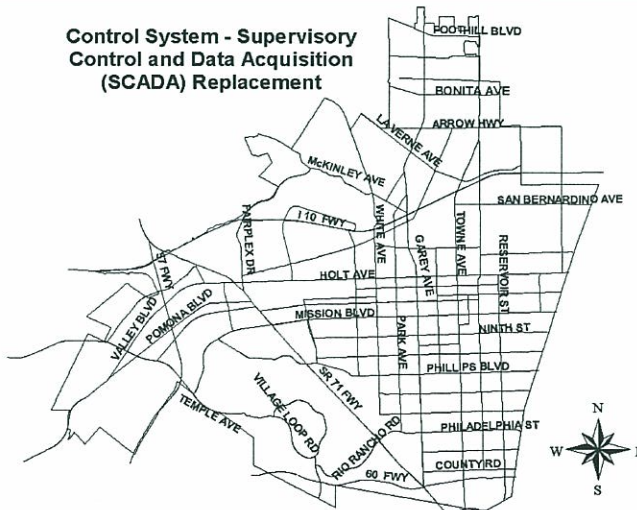 Control System - Supervisory
Control and Data Acquisition
(SCADA) Replacement
FOOTHILL BLVD
BONITA AVE
ARROW HWY
LA VERNE AVE
McKINLEY AVE
SAN BERNARDINO AVE
I 10 FWY
FAIRPLEX DR
WHITE AVE
GAREY AVE
TOWNE AVE
RESERVOIR ST
57 FWY
HOLT AVE
VALLEY BLVD
POMONA BLVD
MISSION BLVD
PARK AVE
NINTH ST
PHILLIPS BLVD
SR 71 FWY
VILLAGE LOOP RD
TEMPLE AVE
RIO RANCHO RD
PHILADELPHIA ST
COUNTY RD
60 FWY
N
W
E
S